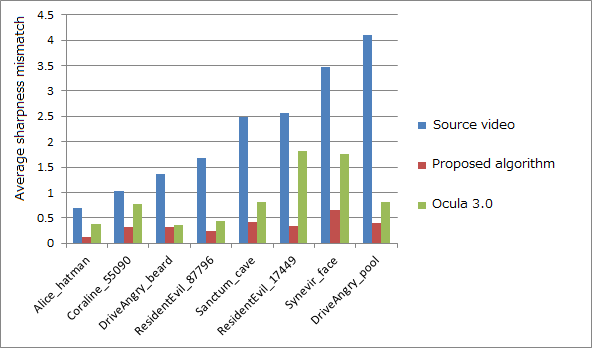 Average sharpness mismatch
4.5
4
3.5
3
2.5
2
1.5
1
0.5
0
Alice_hatman
Coraline_55090
DriveAngry_beard
ResidentEvil_87796
Sanctum_cave
ResidentEvil_17449
Synevir_face
DriveAngry_pool
Source video
Proposed algorithm
Ocula 3.0